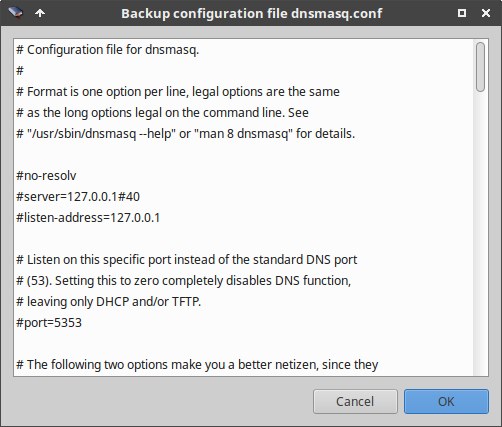 Backup configuration file dnsmasq.conf
# Configuration file for dnsmasq.
#
# Format is one option per line, legal options are the same
# as the long options legal on the command line. See
# "/usr/sbin/dnsmasq --help" or "man 8 dnsmasq" for details.
#no-resolv
#server=127.0.0.1#40
#listen-address=127.0.0.1
# Listen on this specific port instead of the standard DNS port
# (53). Setting this to zero completely disables DNS function,
# leaving only DHCP and/or TFTP.
#port=5353
# The following two options make you a better netizen, since they
Cancel
OK